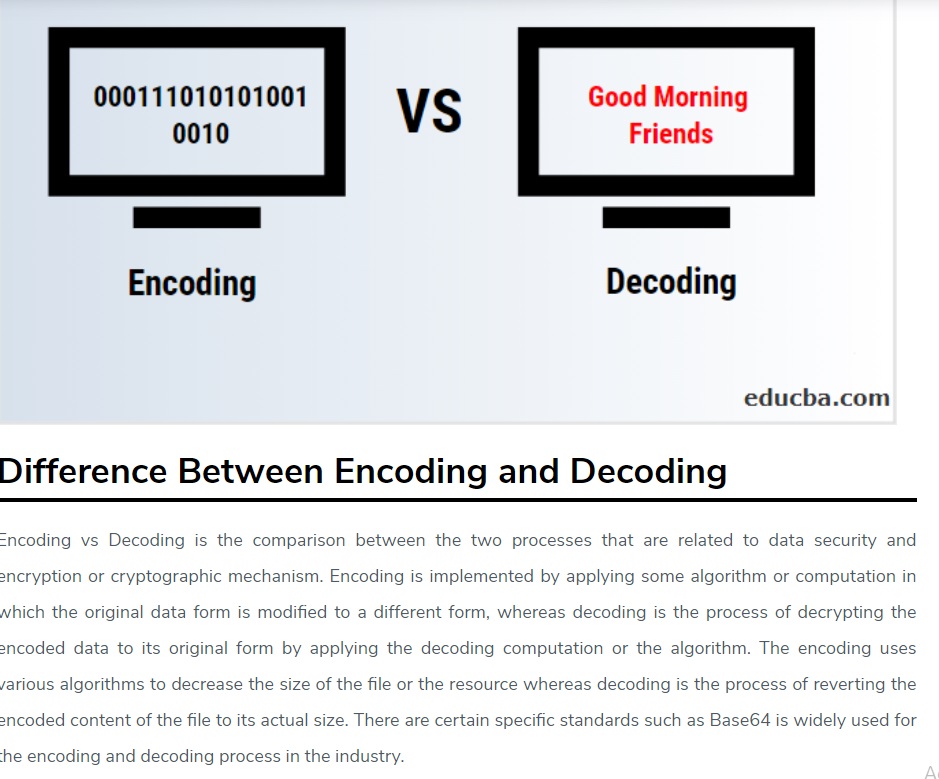 000111010101001
0010
VS
Good Morning
Friends
Encoding
Decoding
educba.com
Difference Between Encoding and Decoding
Encoding vs Decoding is the comparison between the two processes that are related to data security and
encryption or cryptographic mechanism. Encoding is implemented by applying some algorithm or computation in
which the original data form is modified to a different form, whereas decoding is the process of decrypting the
encoded data to its original form by applying the decoding computation or the algorithm. The encoding uses
various algorithms to decrease the size of the file or the resource whereas decoding is the process of reverting the
encoded content of the file to its actual size. There are certain specific standards such as Base64 is widely used for
the encoding and decoding process in the industry.